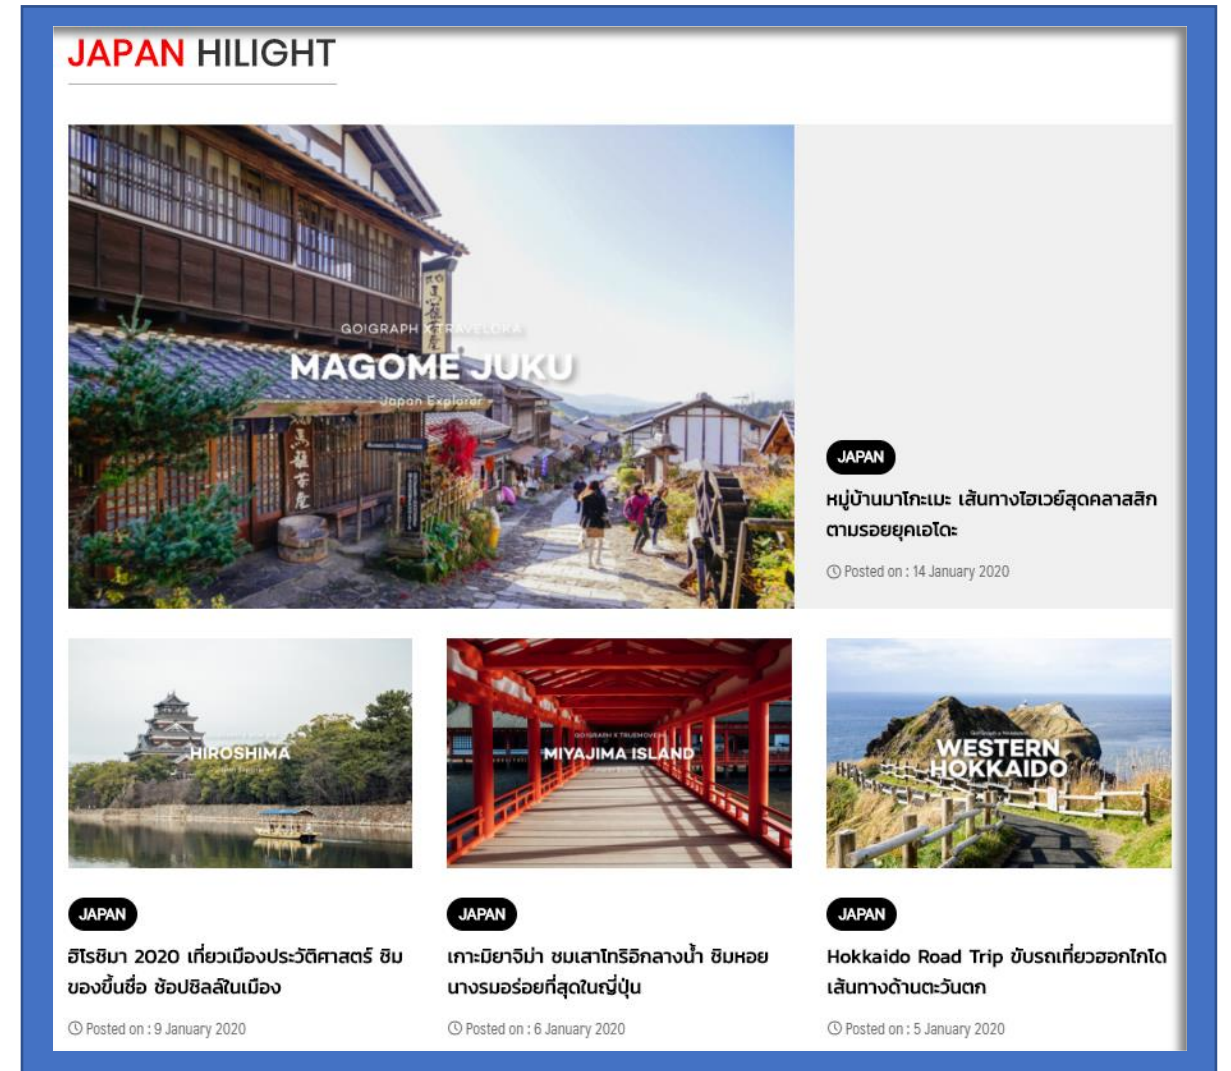 JAPAN HILIGHT
GO!GRAPH X TRAVELOKA
MAGOME JUKU
Japan Explorer
JAPAN
หมู่บ้านมาโกะเมะ เส้นทางไฮเวย์สุดคลาสสิก
ตามรอยยุคเอโดะ
Posted on : 14 January 2020
HIROSHIMA
MIYAJIMA ISLAND
WESTERN
HOKKAIDO
JAPAN
ฮิโรชิมา 2020 เที่ยวเมืองประวัติศาสตร์ ชิม
ของขึ้นชื่อ ช้อปชิลล์ในเมือง
Posted on : 9 January 2020
JAPAN
เกาะมิยาจิม่า ชมเสาโทริอิกลางน้ำ ชิมหอย
นางรมอร่อยที่สุดในญี่ปุ่น
Posted on : 6 January 2020
JAPAN
Hokkaido Road Trip ขับรถเที่ยวฮอกไกโด
เส้นทางด้านตะวันตก
Posted on : 5 January 2020